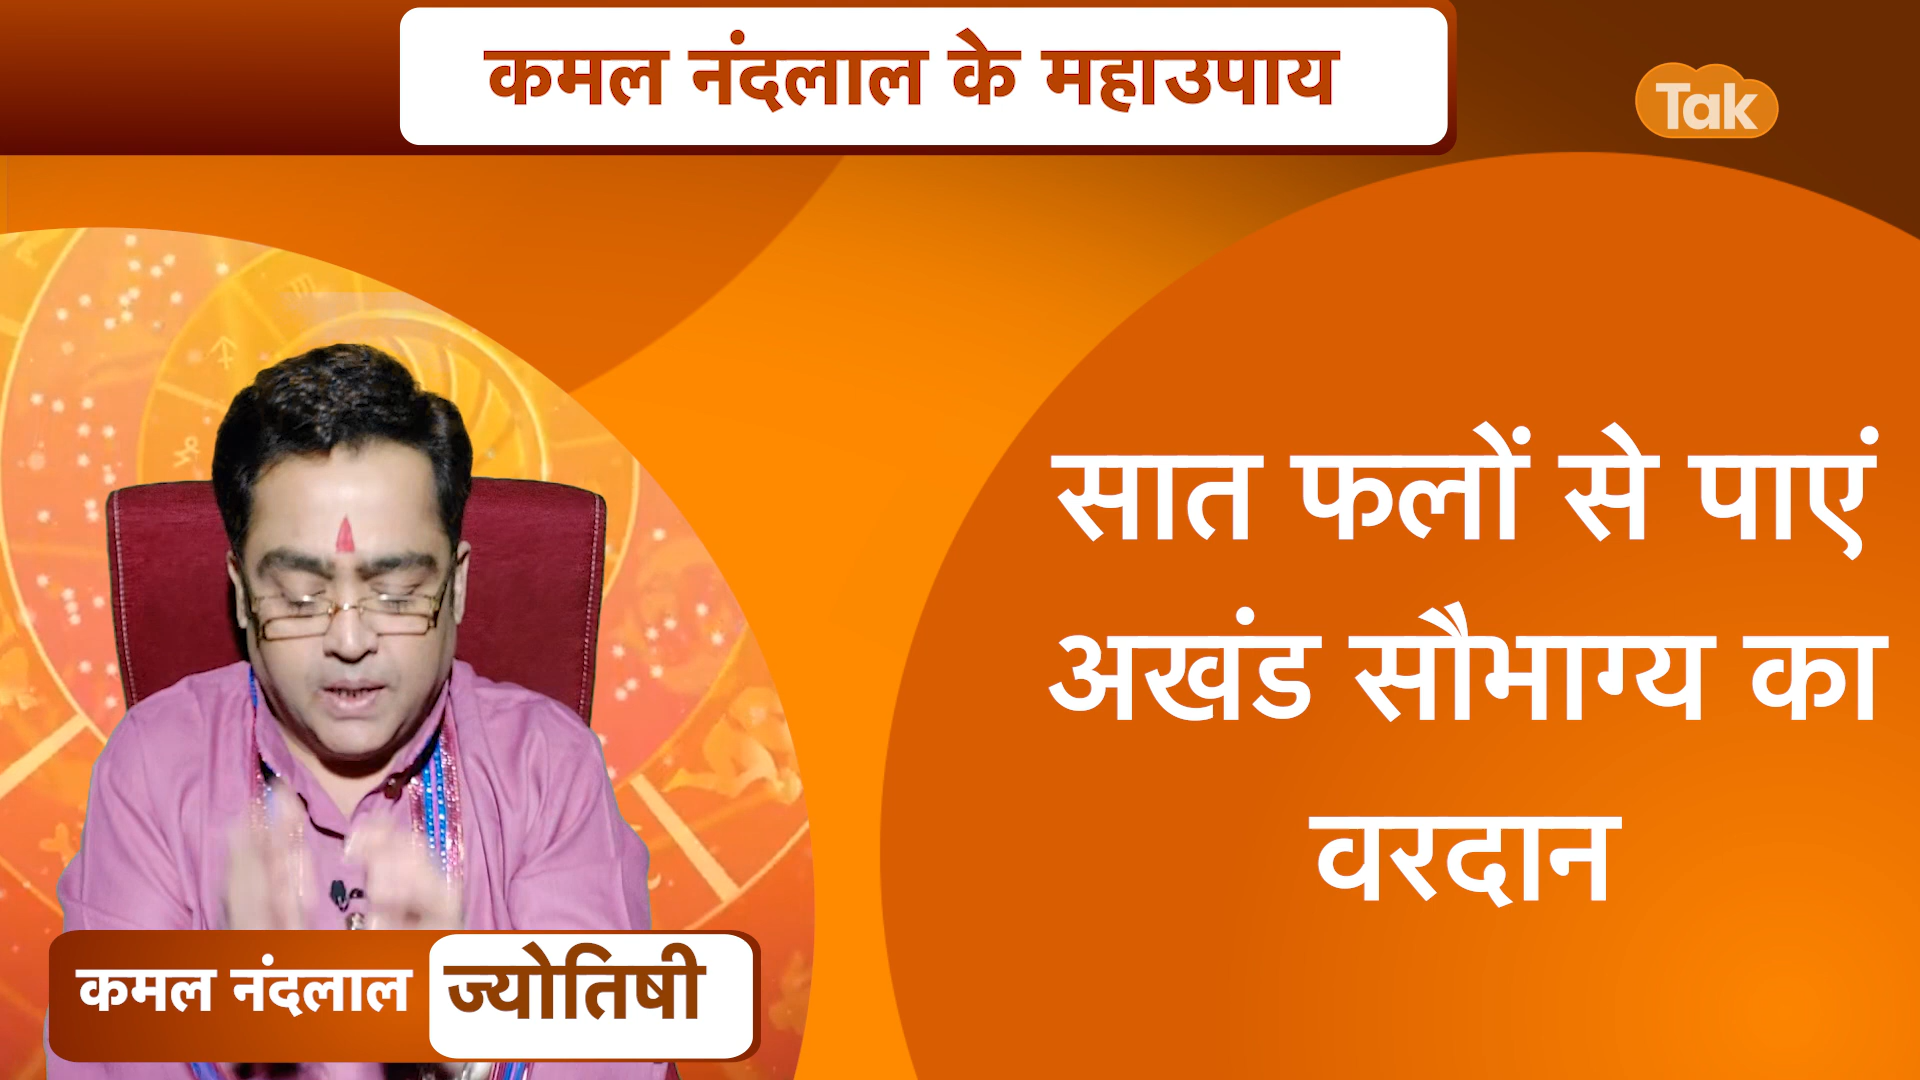 कमल नंदलाल के महाउपाय
Tak
सात फलों से पाएं
अखंड सौभाग्य का
वरदान
कमल नंदलाल ज्योतिषी